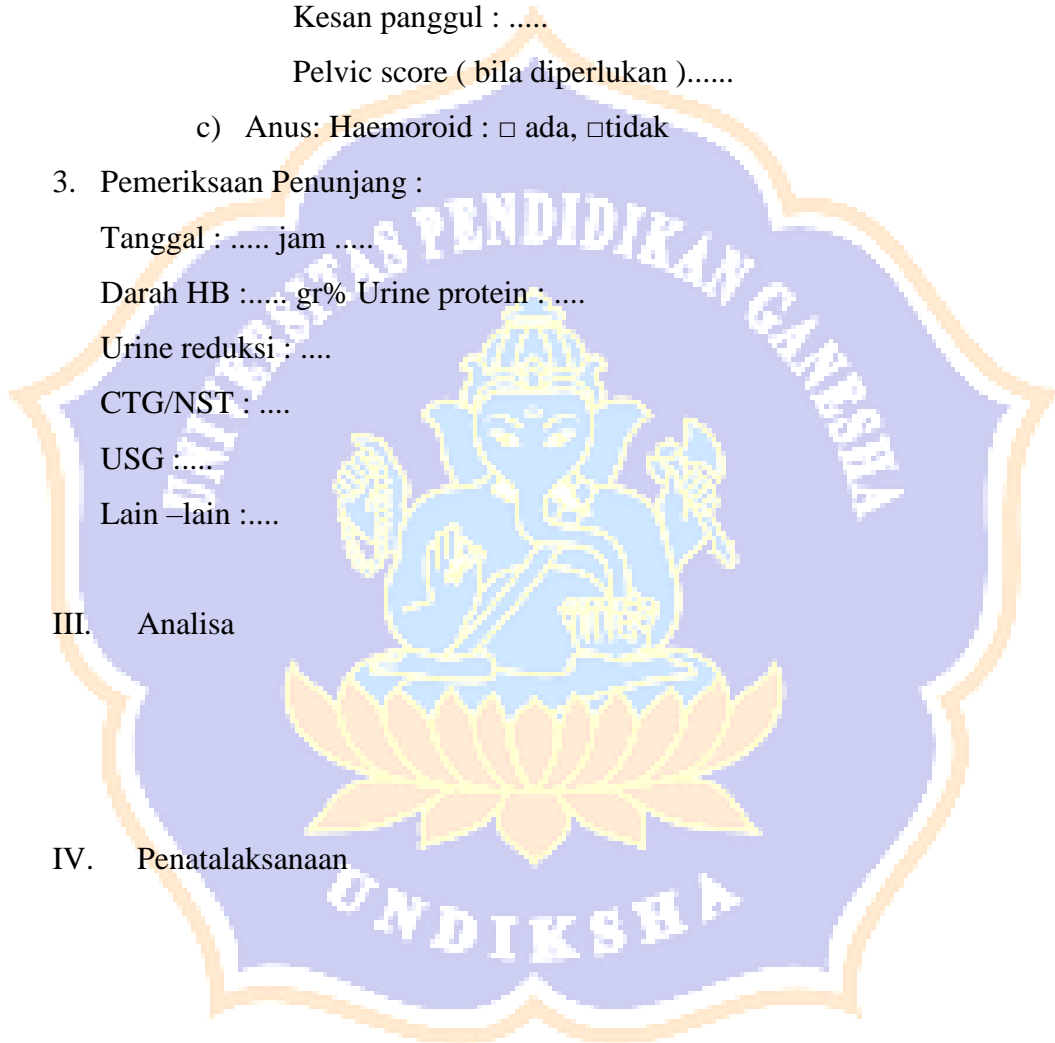 Kesan panggul : .....
Pelvic score ( bila diperlukan )......
c) Anus: Haemoroid : □ ada, □tidak
3. Pemeriksaan Penunjang :
Tanggal : ..... jam .....
Darah HB :..... gr% Urine protein : ....
Urine reduksi : ....
CTG/NST : ....
USG :....
Lain –lain :....
III. Analisa
IV. Penatalaksanaan
UNIVERSITAS PENDIDIKAN GANESHA
UNDIKSHA